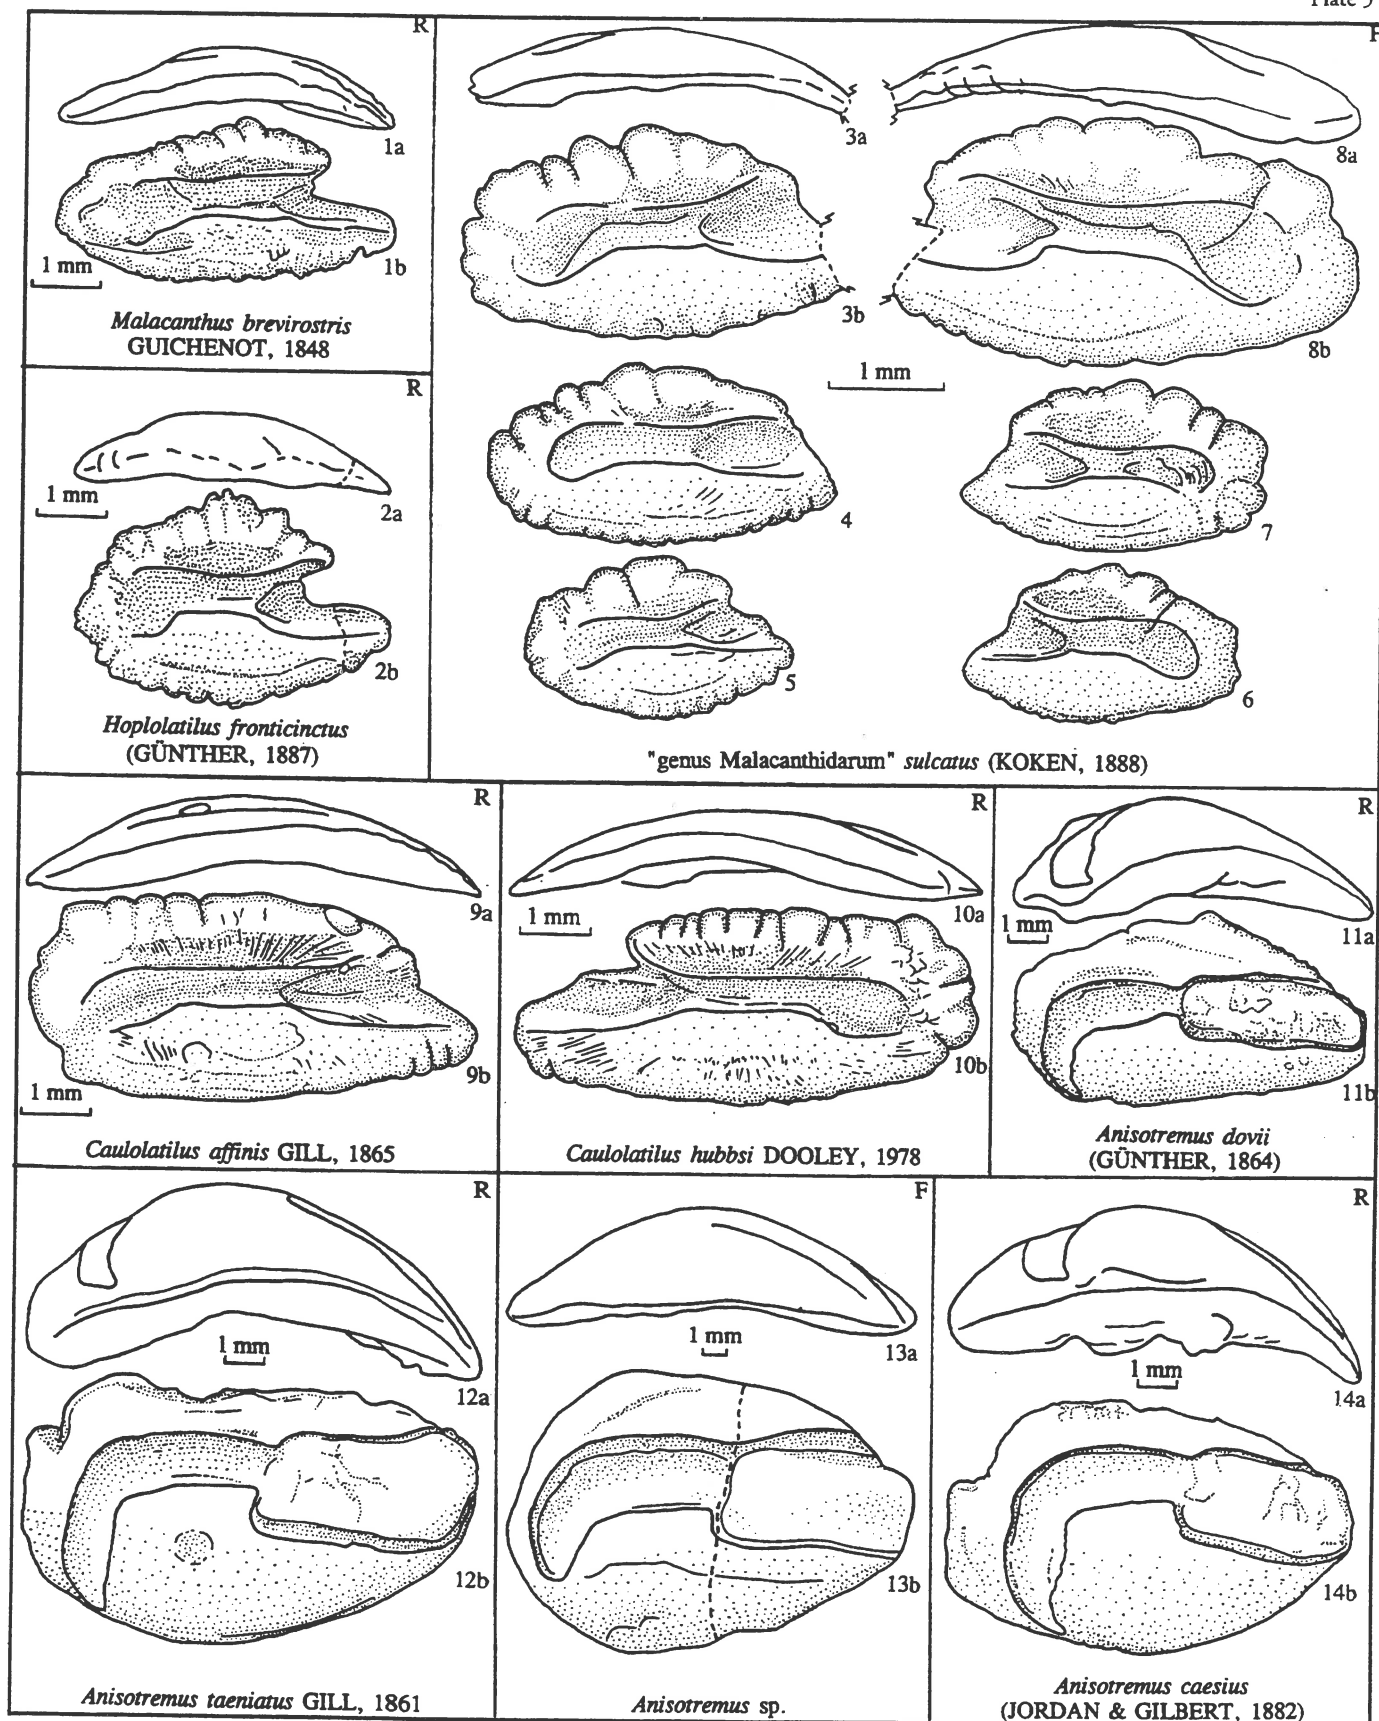 R
1a
1b
1 mm
Malacanthus brevirostris
GUICHENOT, 1848
R
1 mm
2a
2b
Hoplolatilus fronticinctus
(GÜNTHER, 1887)
3a
8a
3b
8b
1 mm
4
7
5
6
"genus Malacanthidarum" sulcatus (KOKEN, 1888)
R
9a
9b
1 mm
Caulolatilus affinis GILL, 1865
R
1 mm
10a
10b
Caulolatilus hubbsi DOOLEY, 1978
R
1 mm
11a
11b
Anisotremus dovii
(GÜNTHER, 1864)
R
1 mm
12a
12b
Anisotremus taeniatus GILL, 1861
F
1 mm
13a
13b
Anisotremus sp.
R
1 mm
14a
14b
Anisotremus caesius
(JORDAN & GILBERT, 1882)